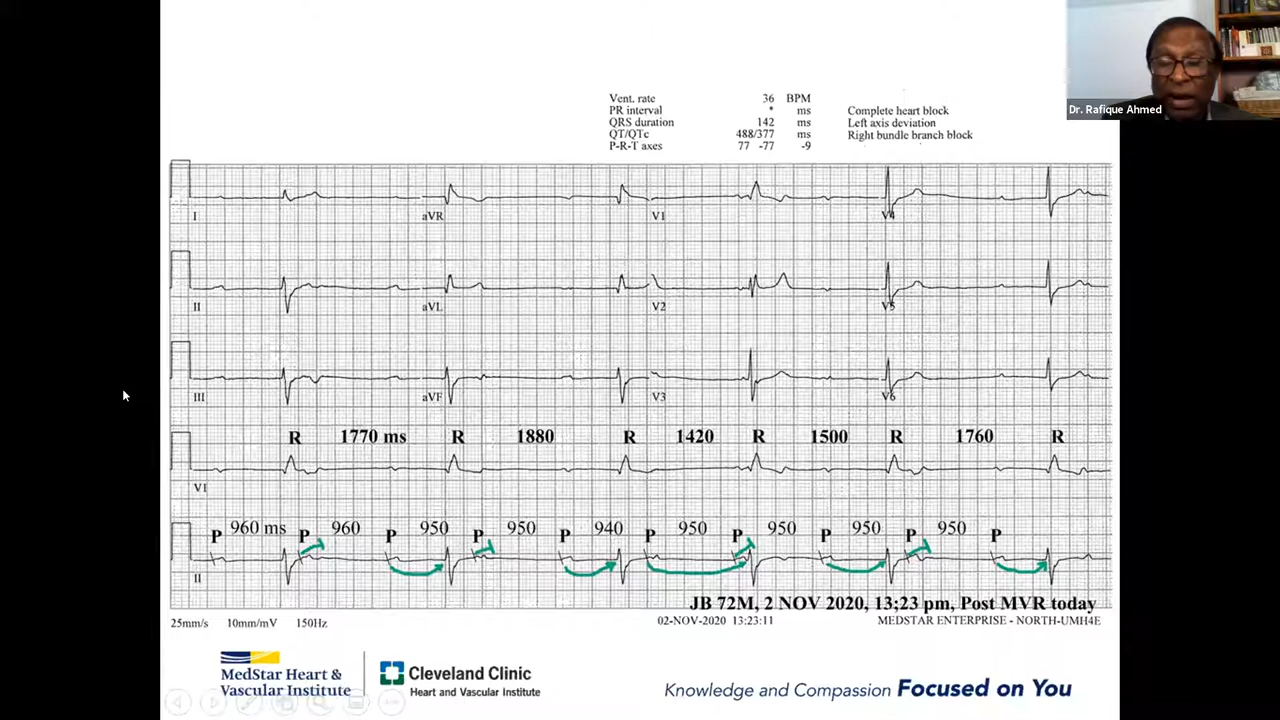 Dr. Rafique Ahmed
Vent. rate 36 BPM
PR interval * ms Complete heart block
QRS duration 142 ms Left axis deviation
QT/QTc 488/377 ms Right bundle branch block
P-R-T axes 77 -77 -9
I aVR V1 V4
II aVL V2 V5
III aVF V3 V6
R 1770 ms R 1880 R 1420 R 1500 R 1760 R
V1
P 960 ms P 960 P 950 P 950 P 940 P 950 P 950 P 950 P 950 P
II
JB 72M, 2 NOV 2020, 13;23 pm, Post MVR today
25mm/s 10mm/mV 150Hz 02-NOV-2020 13:23:11 MEDSTAR ENTERPRISE - NORTH-UMH4E
MedStar Heart &
Vascular Institute
Cleveland Clinic
Heart and Vascular Institute
Knowledge and Compassion Focused on You